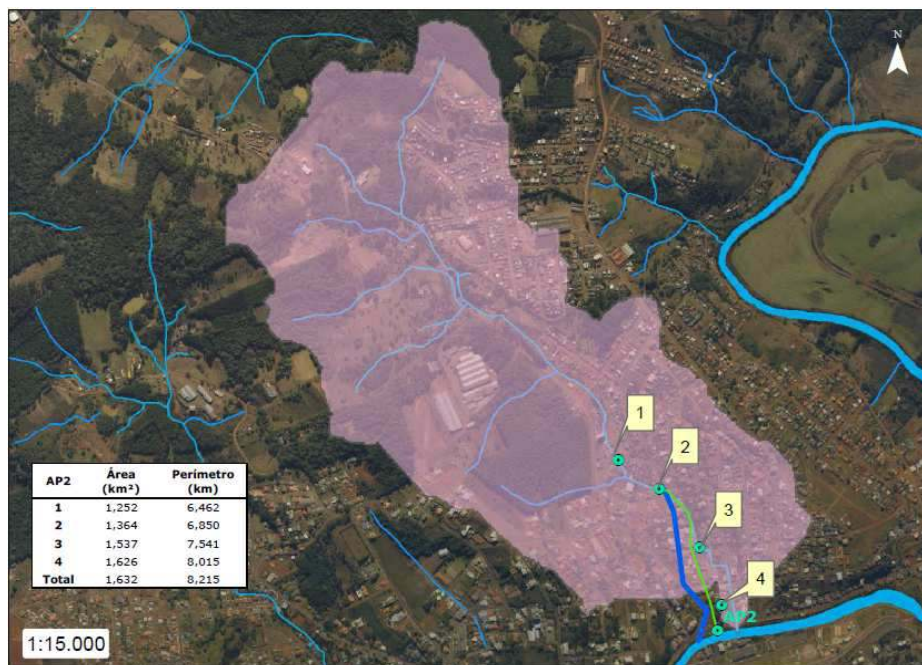 N
1
2
3
4
AP2
AP2 Área (km²) Perímetro (km)
1 1,252 6,462
2 1,364 6,850
3 1,537 7,541
4 1,626 8,015
Total 1,632 8,215
1:15.000